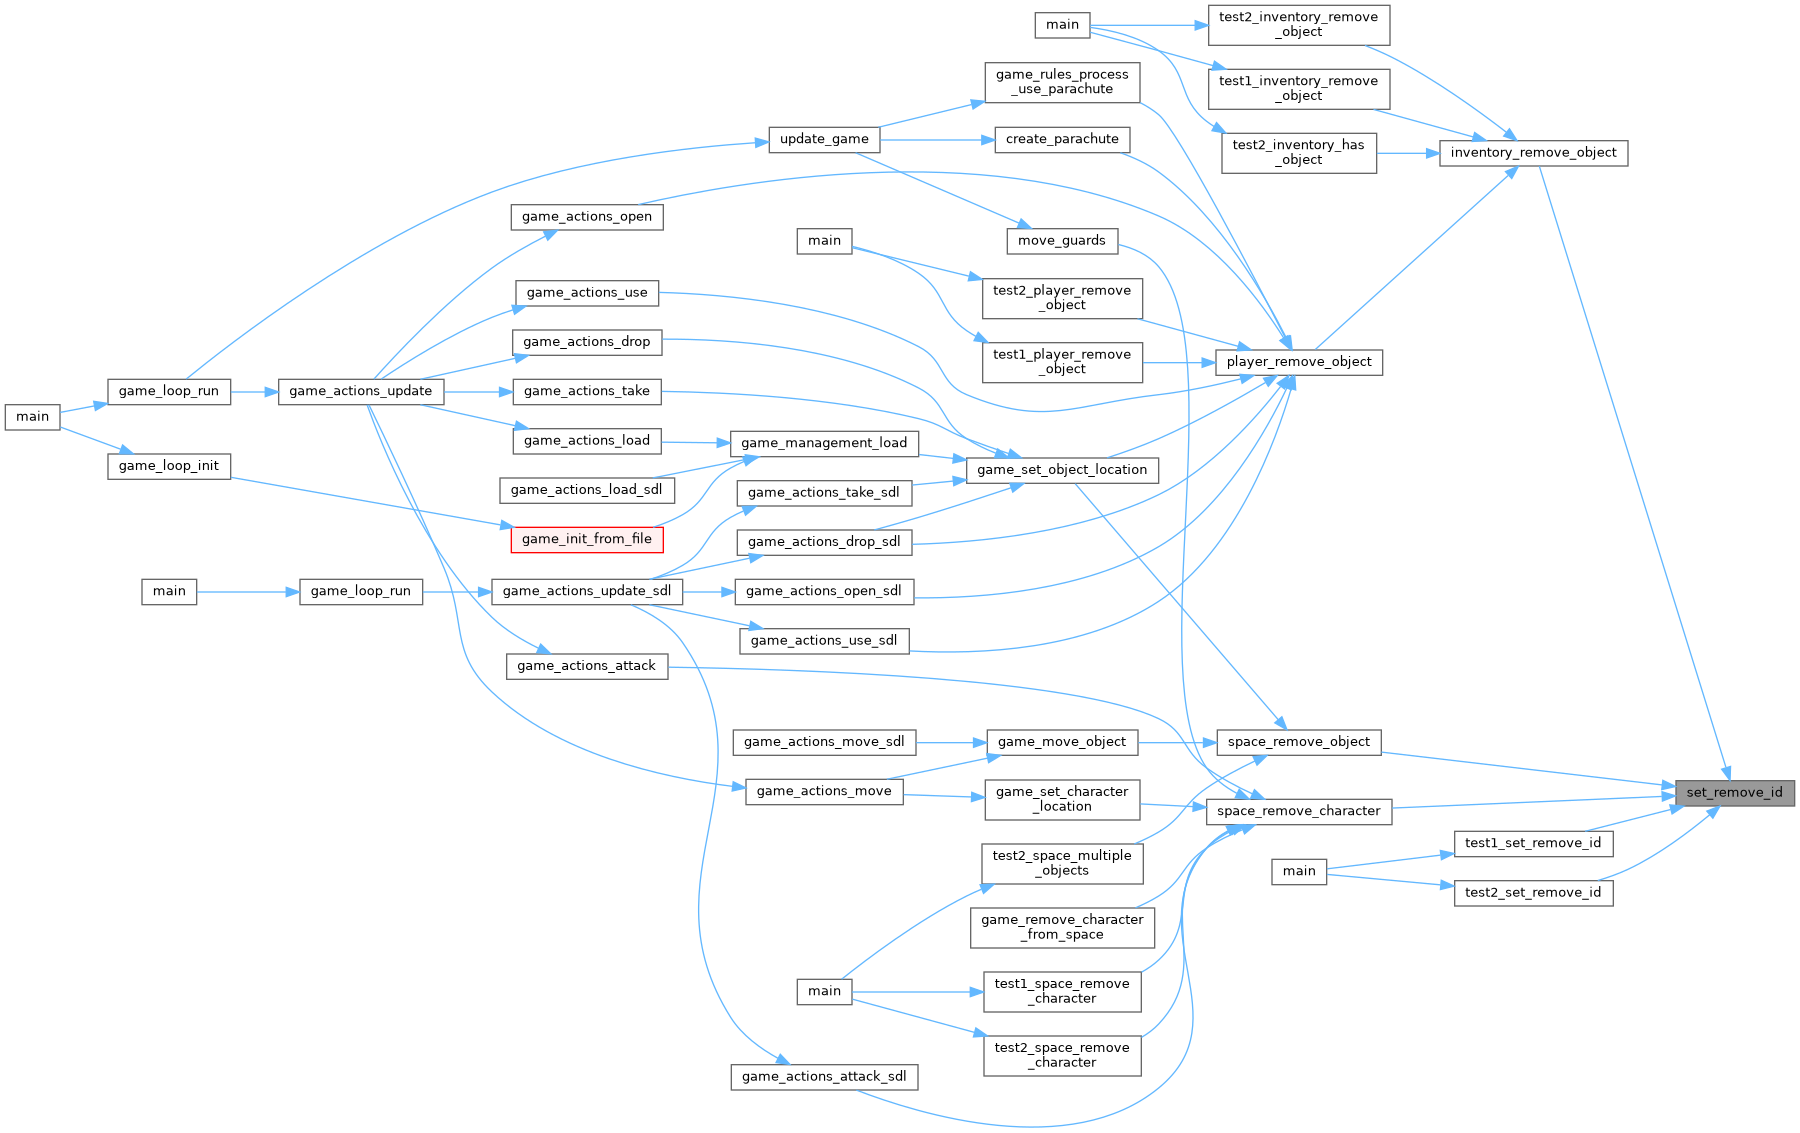 main
test2_inventory_remove
_object
game_rules_process
_use_parachute
test1_inventory_remove
_object
update_game
create_parachute
test2_inventory_has
_object
inventory_remove_object
game_actions_open
main
move_guards
game_actions_use
test2_player_remove
_object
game_actions_drop
test1_player_remove
_object
player_remove_object
game_loop_run
game_actions_update
game_actions_take
main
game_actions_load
game_management_load
game_loop_init
game_set_object_location
game_actions_load_sdl
game_actions_take_sdl
game_init_from_file
game_actions_drop_sdl
main
game_loop_run
game_actions_update_sdl
game_actions_open_sdl
game_actions_use_sdl
game_actions_attack
game_actions_move_sdl
game_move_object
space_remove_object
game_actions_move
game_set_character
_location
set_remove_id
space_remove_character
test1_set_remove_id
test2_space_multiple
_objects
main
test2_set_remove_id
game_remove_character
_from_space
main
test1_space_remove
_character
test2_space_remove
_character
game_actions_attack_sdl